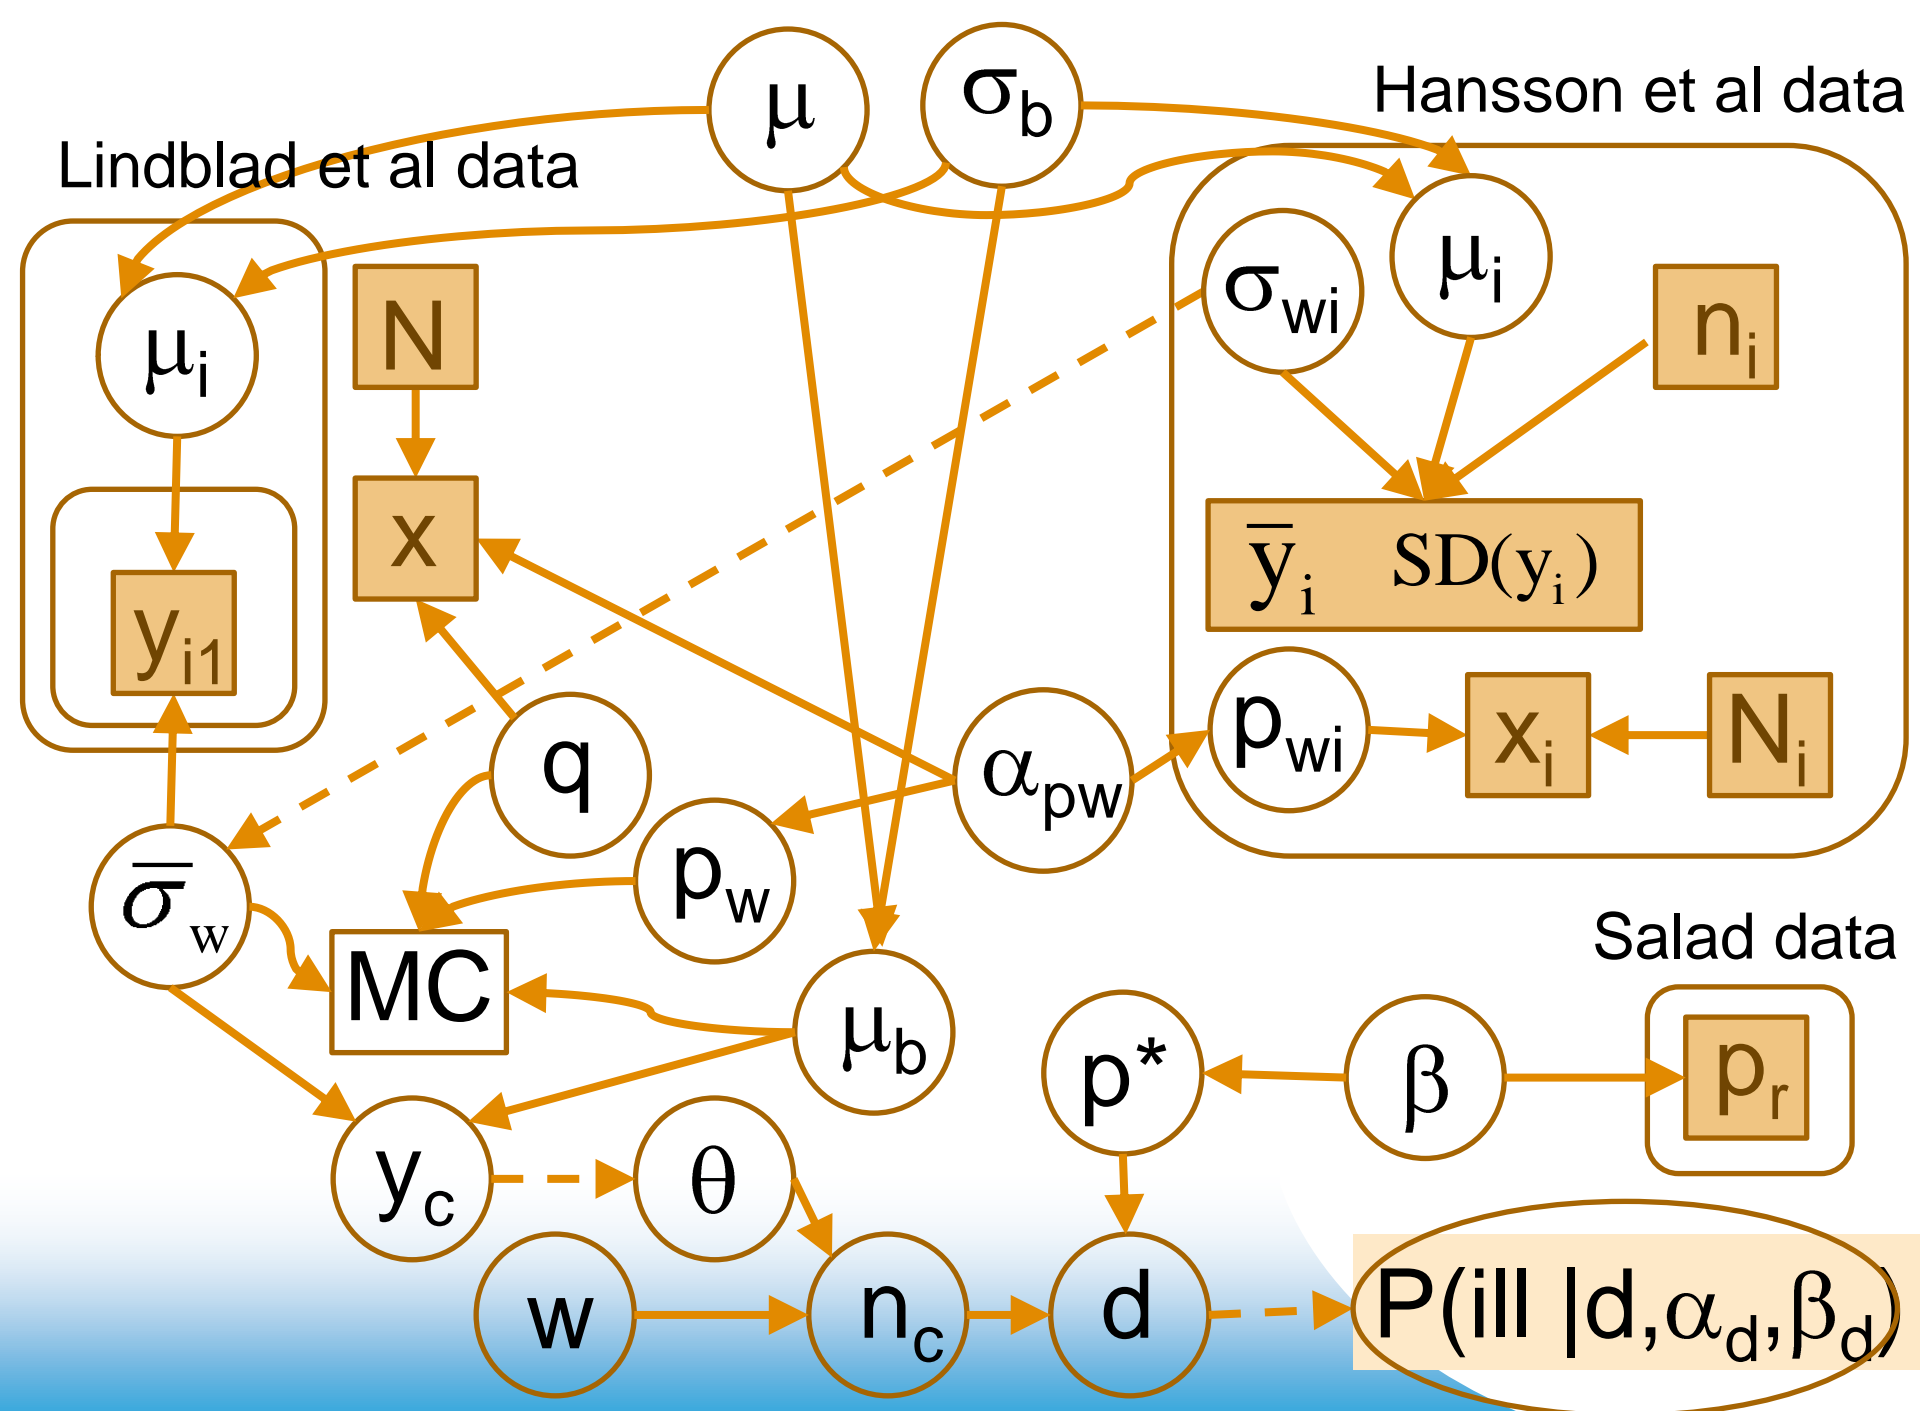 μ
σb
Hansson et al data
Lindblad et al data
μi
N
σwi
μi
ni
x
y̅i SD(yi)
yi1
q
αpw
pwi
xi
Ni
pw
σ̅w
MC
μb
Salad data
p*
β
pr
yc
θ
w
nc
d
P(ill |d,αd,βd)